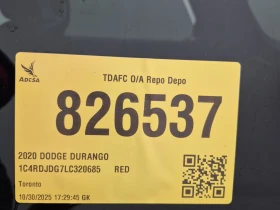 ADESA
TDAFC O/A Repo Depo
826537
2020 DODGE DURANGO
1C4RDJDG7LC320685 RED
Toronto
10/30/2025 17:29:45 GK